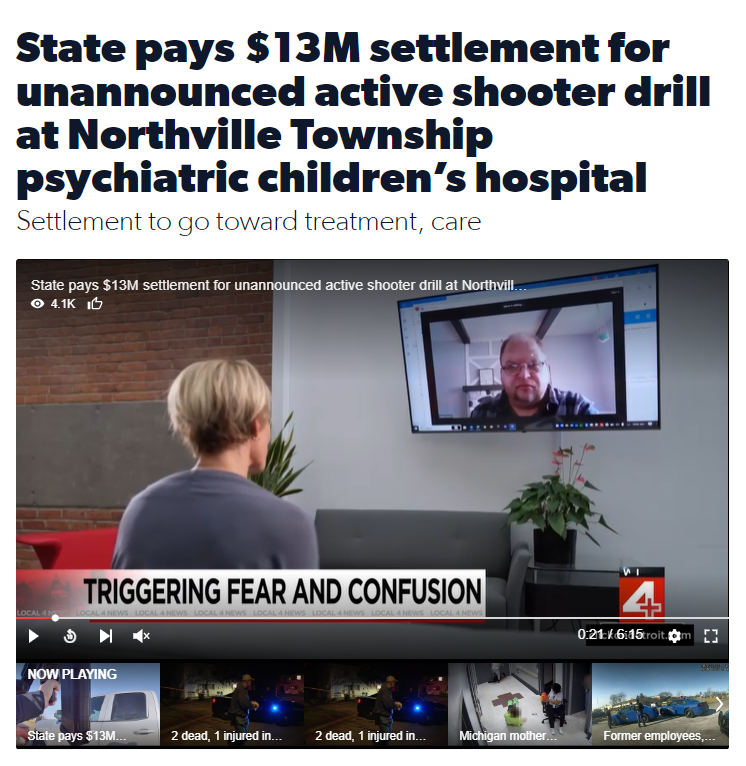 State pays $13M settlement for
unannounced active shooter drill
at Northville Township
psychiatric children's hospital
Settlement to go toward treatment, care
State pays $13M settlement for unannounced active shooter drill at Northvill...
4.1K
TRIGGERING FEAR AND CONFUSION
4+
LOCAL 4 NEWS LOCAL 4 NEWS LOCAL 4 NEWS LOCAL 4 NEWS LOCAL 4 NEWS LOCAL 4 NEWS LOCAL 4 NEWS
0:21 / 6:15
NOW PLAYING
State pays $13M...
2 dead, 1 injured in...
2 dead, 1 injured in...
Michigan mother...
Former employees,...